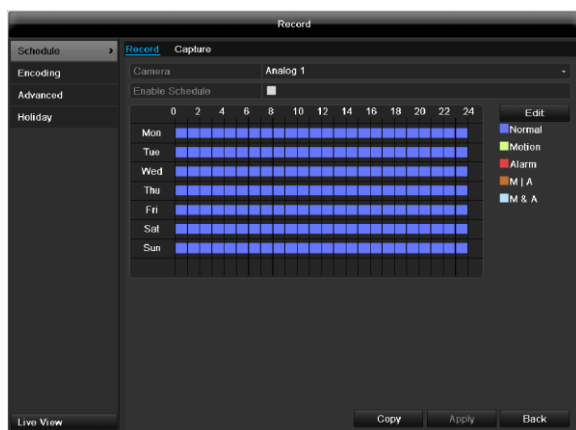 Record
Schedule >
Encoding
Advanced
Holiday
Live View
Record Capture
Camera Analog 1
Enable Schedule
0 2 4 6 8 10 12 14 16 18 20 22 24
Mon
Tue
Wed
Thu
Fri
Sat
Sun
Edit
Normal
Motion
Alarm
M | A
M & A
Copy Apply Back